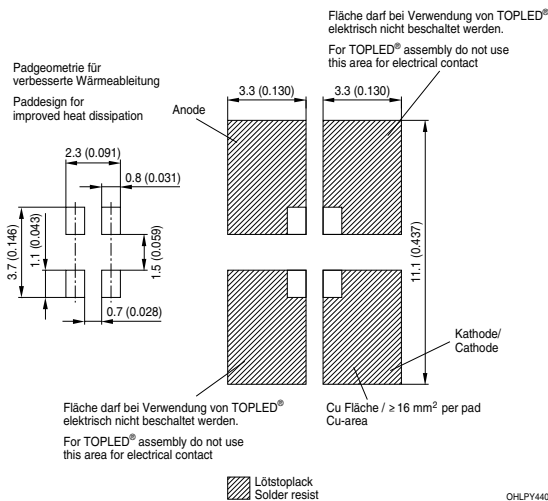 Fläche darf bei Verwendung von TOPLED®
elektrisch nicht beschaltet werden.
For TOPLED® assembly do not use
this area for electrical contact
Padgeometrie für
verbesserte Wärmeableitung
Paddesign for
improved heat dissipation
3.3 (0.130)
3.3 (0.130)
Anode
2.3 (0.091)
0.8 (0.031)
3.7 (0.146)
1.1 (0.043)
1.5 (0.059)
11.1 (0.437)
0.7 (0.028)
Kathode/
Cathode
Fläche darf bei Verwendung von TOPLED®
elektrisch nicht beschaltet werden.
For TOPLED® assembly do not use
this area for electrical contact
Cu Fläche / ≥ 16 mm² per pad
Cu-area
Lötstoplack
Solder resist
OHLPY440